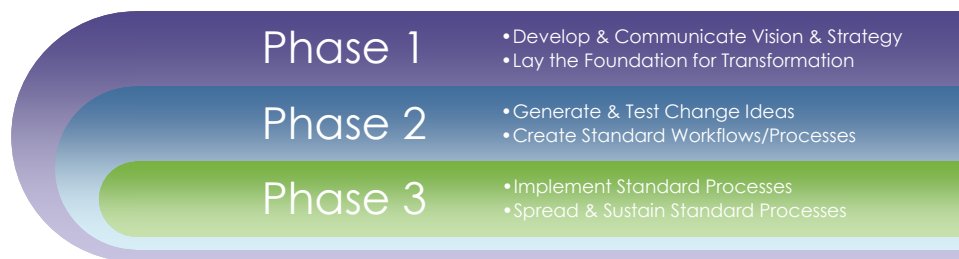 Phase 1
•Develop & Communicate Vision & Strategy
•Lay the Foundation for Transformation
Phase 2
•Generate & Test Change Ideas
•Create Standard Workflows/Processes
Phase 3
•Implement Standard Processes
•Spread & Sustain Standard Processes